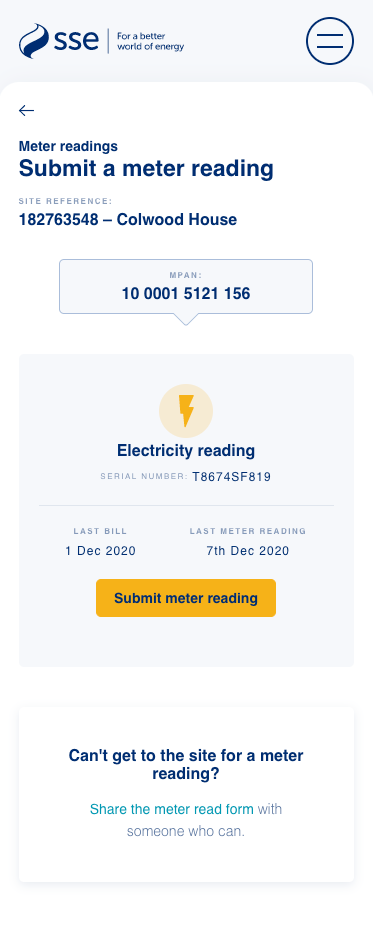 sse
For a better
world of energy
Meter readings
Submit a meter reading
SITE REFERENCE:
182763548 – Colwood House
MPAN:
10 0001 5121 156
Electricity reading
SERIAL NUMBER: T8674SF819
LAST BILL
LAST METER READING
1 Dec 2020
7th Dec 2020
Submit meter reading
Can't get to the site for a meter
reading?
Share the meter read form with
someone who can.